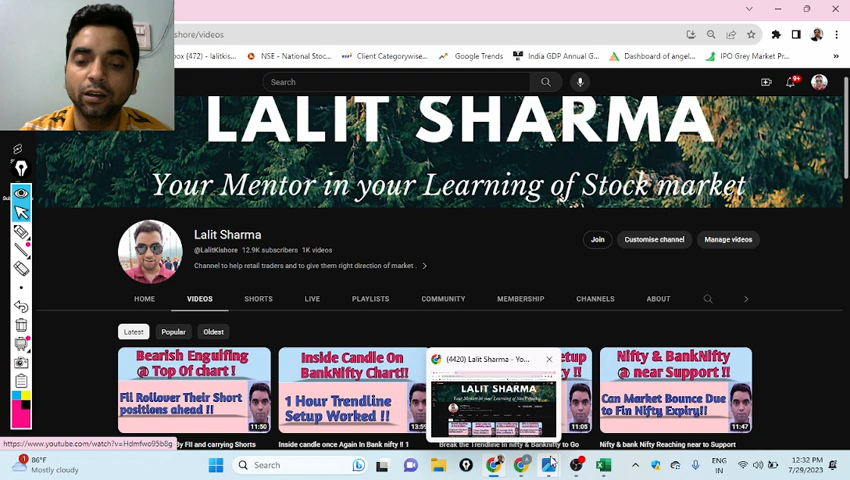 shore/videos
box (472) - lalitkis...
NSE - National Stoc...
Client Categorywise...
Google Trends
India GDP Annual G...
Dashboard of angel...
IPO Grey Market Pr...
Search
9+
LALIT SHARMA
Your Mentor in your Learning of Stock market
Lalit Sharma
@LalitKishore 12.9K subscribers 1K videos
Channel to help retail traders and to give them right direction of market .
Join
Customise channel
Manage videos
HOME
VIDEOS
SHORTS
LIVE
PLAYLISTS
COMMUNITY
MEMBERSHIP
CHANNELS
ABOUT
Latest
Popular
Oldest
Bearish Engulfing
@ Top Of chart !
FII Rollover Their Short
positions ahead !!
11:50
Inside Candle On
BankNifty Chart!!
1 Hour Trendline
Setup Worked !!
13:59
(4420) Lalit Sharma - Yo...
LALIT SHARMA
etup
11:05
Nifty & BankNifty
@ near Support !!
Can Market Bounce Due
to Fin Nifty Expiry!!
11:47
https://www.youtube.com/watch?v=Hdmfwo95b8g
By FII and carrying Shorts
Inside candle once Again In Bank nifty !! 1
Break the Trendline in nifty & Banknifty to Go
Nifty & bank Nifty Reaching near to Support
86°F
Mostly cloudy
Search
ENG
IN
12:32 PM
7/29/2023